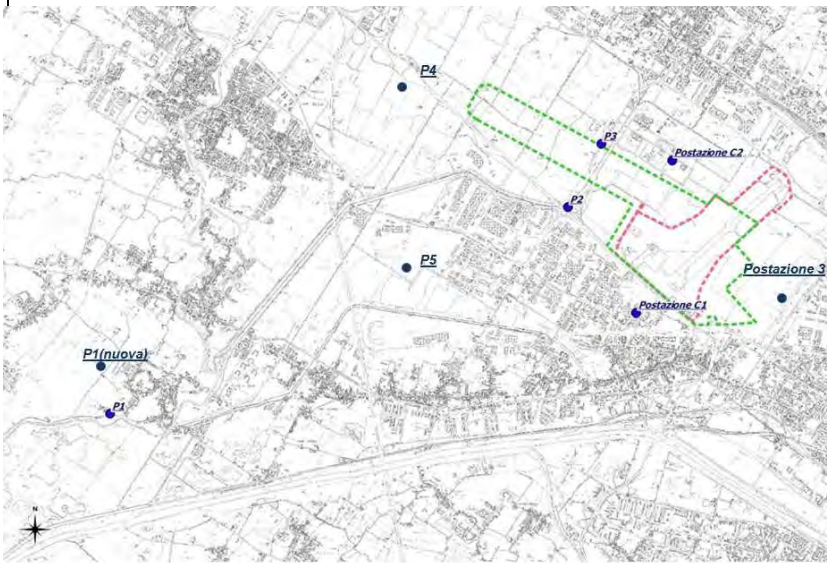 P4
P3
Postazione C2
P2
P5
Postazione 3
Postazione C1
P1(nuova)
P1
N